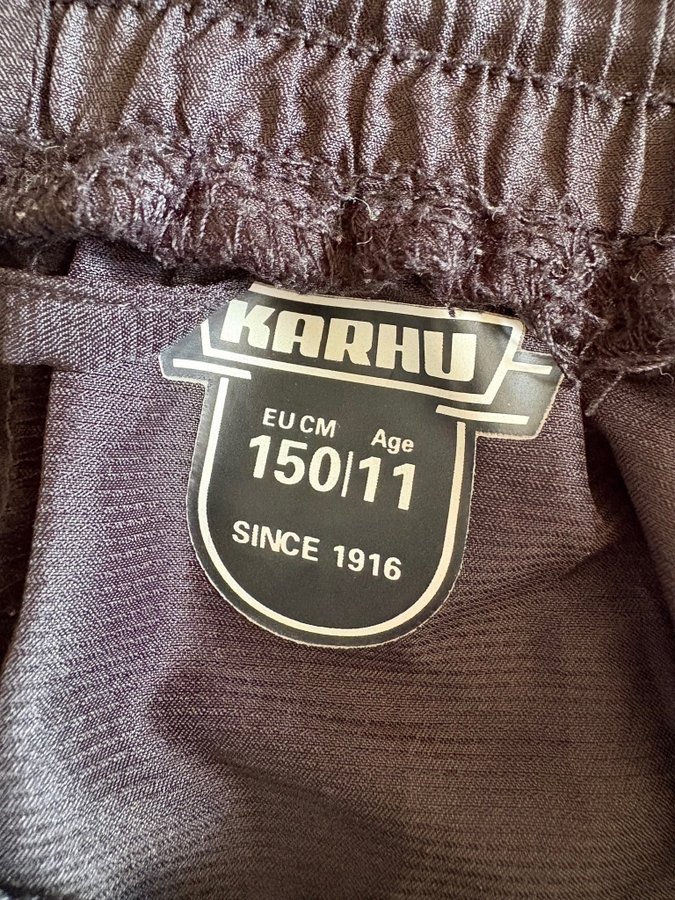 KARHU
EU CM Age
150|11
SINCE 1916